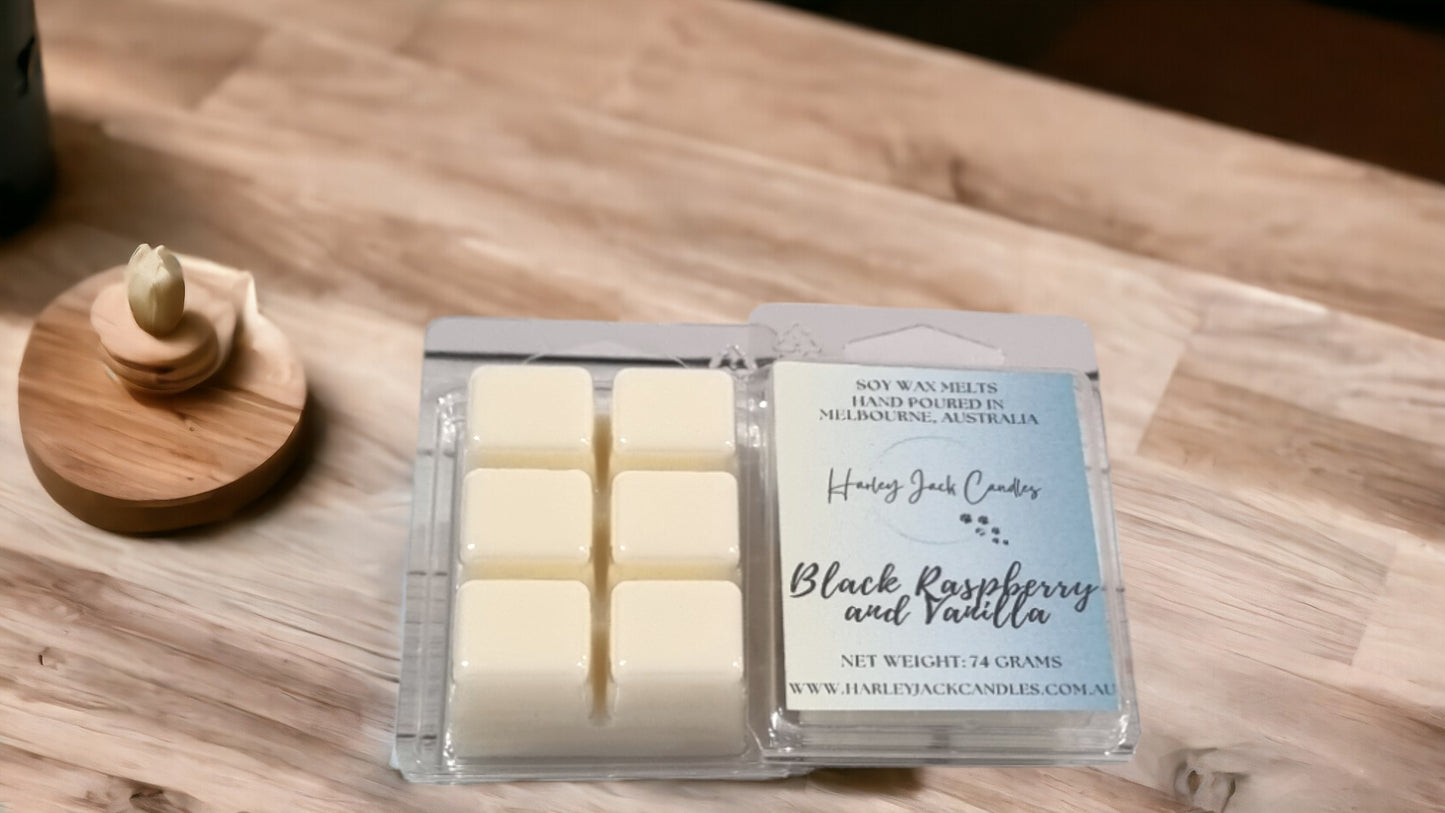 SOY WAX MELTS
HAND POURED IN
MELBOURNE, AUSTRALIA
Harley Jack Candles
Black Raspberry
and Vanilla
NET WEIGHT: 74 GRAMS
WWW.HARLEYJACKCANDLES.COM.AU